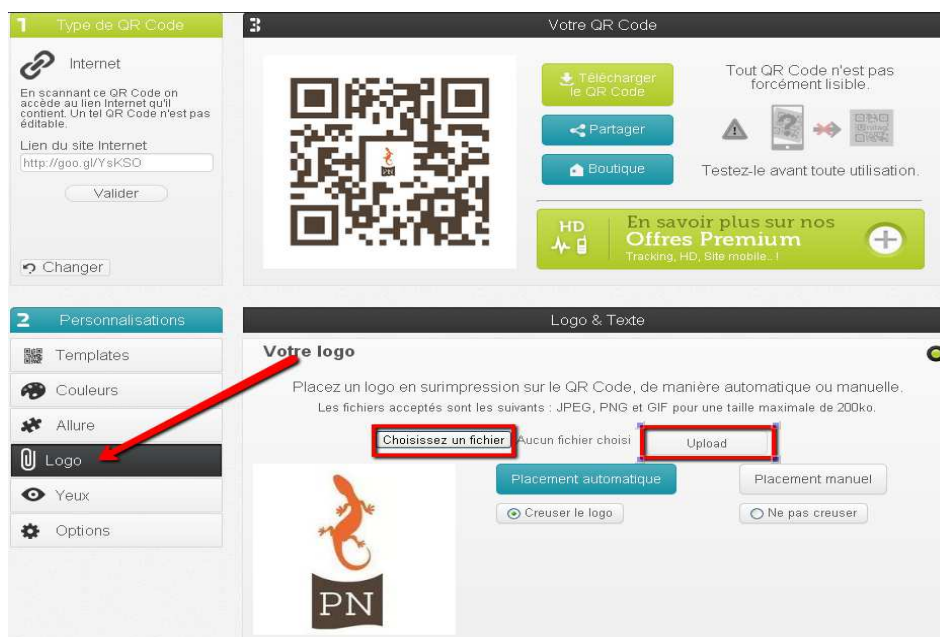 1 Type de QR Code
Internet
En scannant ce QR Code on
accède au lien Internet qu'il
contient. Un tel QR Code n'est pas
éditable.
Lien du site Internet
http://goo.gl/YsKSO
Valider
Changer
3 Votre QR Code
PN
Télécharger
le QR Code
Partager
Boutique
Tout QR Code n'est pas
forcément lisible.
Testez-le avant toute utilisation.
HD
En savoir plus sur nos
Offres Premium
Tracking, HD, Site mobile.. !
2 Personnalisations
Templates
Couleurs
Allure
Logo
Yeux
Options
Logo & Texte
Votre logo
Placez un logo en surimpression sur le QR Code, de manière automatique ou manuelle.
Les fichiers acceptés sont les suivants : JPEG, PNG et GIF pour une taille maximale de 200ko.
Choisissez un fichier Aucun fichier choisi Upload
Placement automatique Placement manuel
Creuser le logo Ne pas creuser
PN